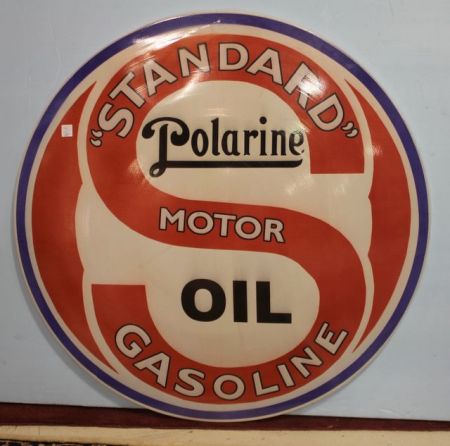 "STANDARD"
Polarine
MOTOR
OIL
GASOLINE